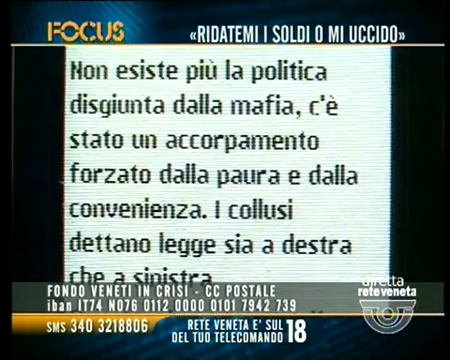 FOCUS
«RIDATEMI I SOLDI O MI UCCIDO»
Non esiste più la politica
disgiunta dalla mafia, c'è
stato un accorpamento
forzato dalla paura e dalla
convenienza. I collusi
dettano legge sia a destra
che a sinistra
FONDO VENETI IN CRISI - CC POSTALE
iban IT74 N076 0112 0000 0101 7942 739
diretta
reteveneta
SMS 340 3218806
RETE VENETA E' SUL 18
DEL TUO TELECOMANDO